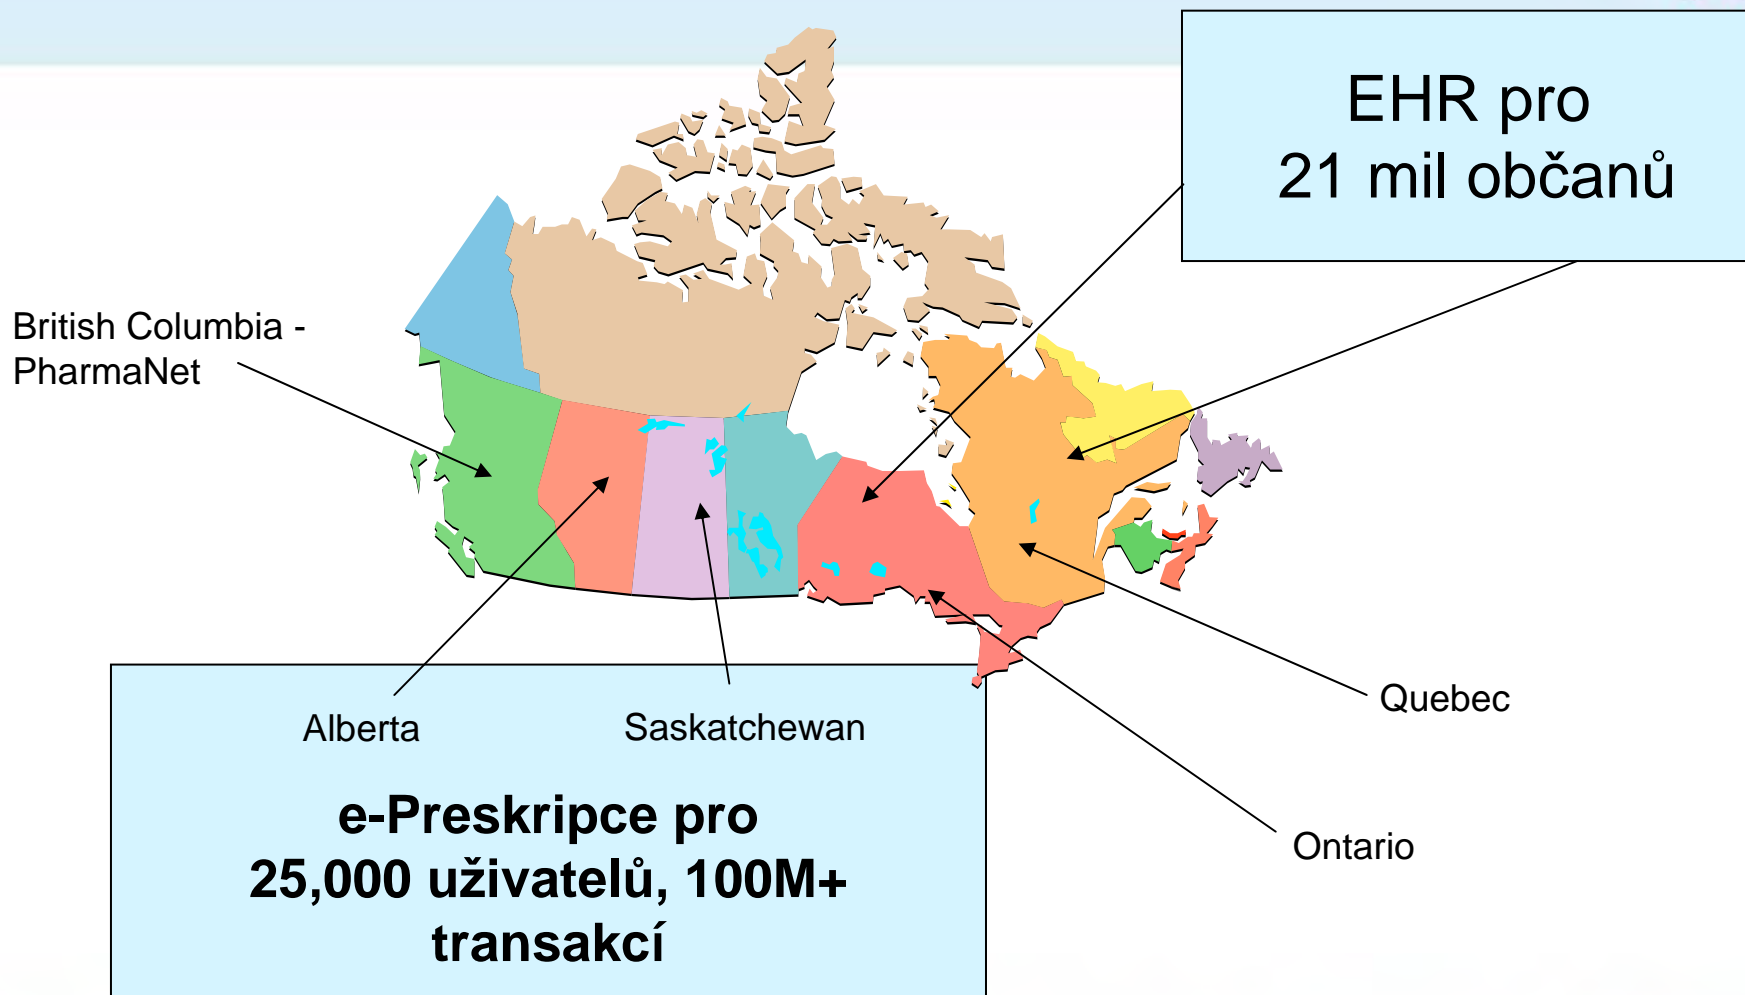 EHR pro
21 mil občanů
British Columbia -
PharmaNet
Quebec
Alberta
Saskatchewan
e-Preskripce pro
25,000 uživatelů, 100M+
transakcí
Ontario